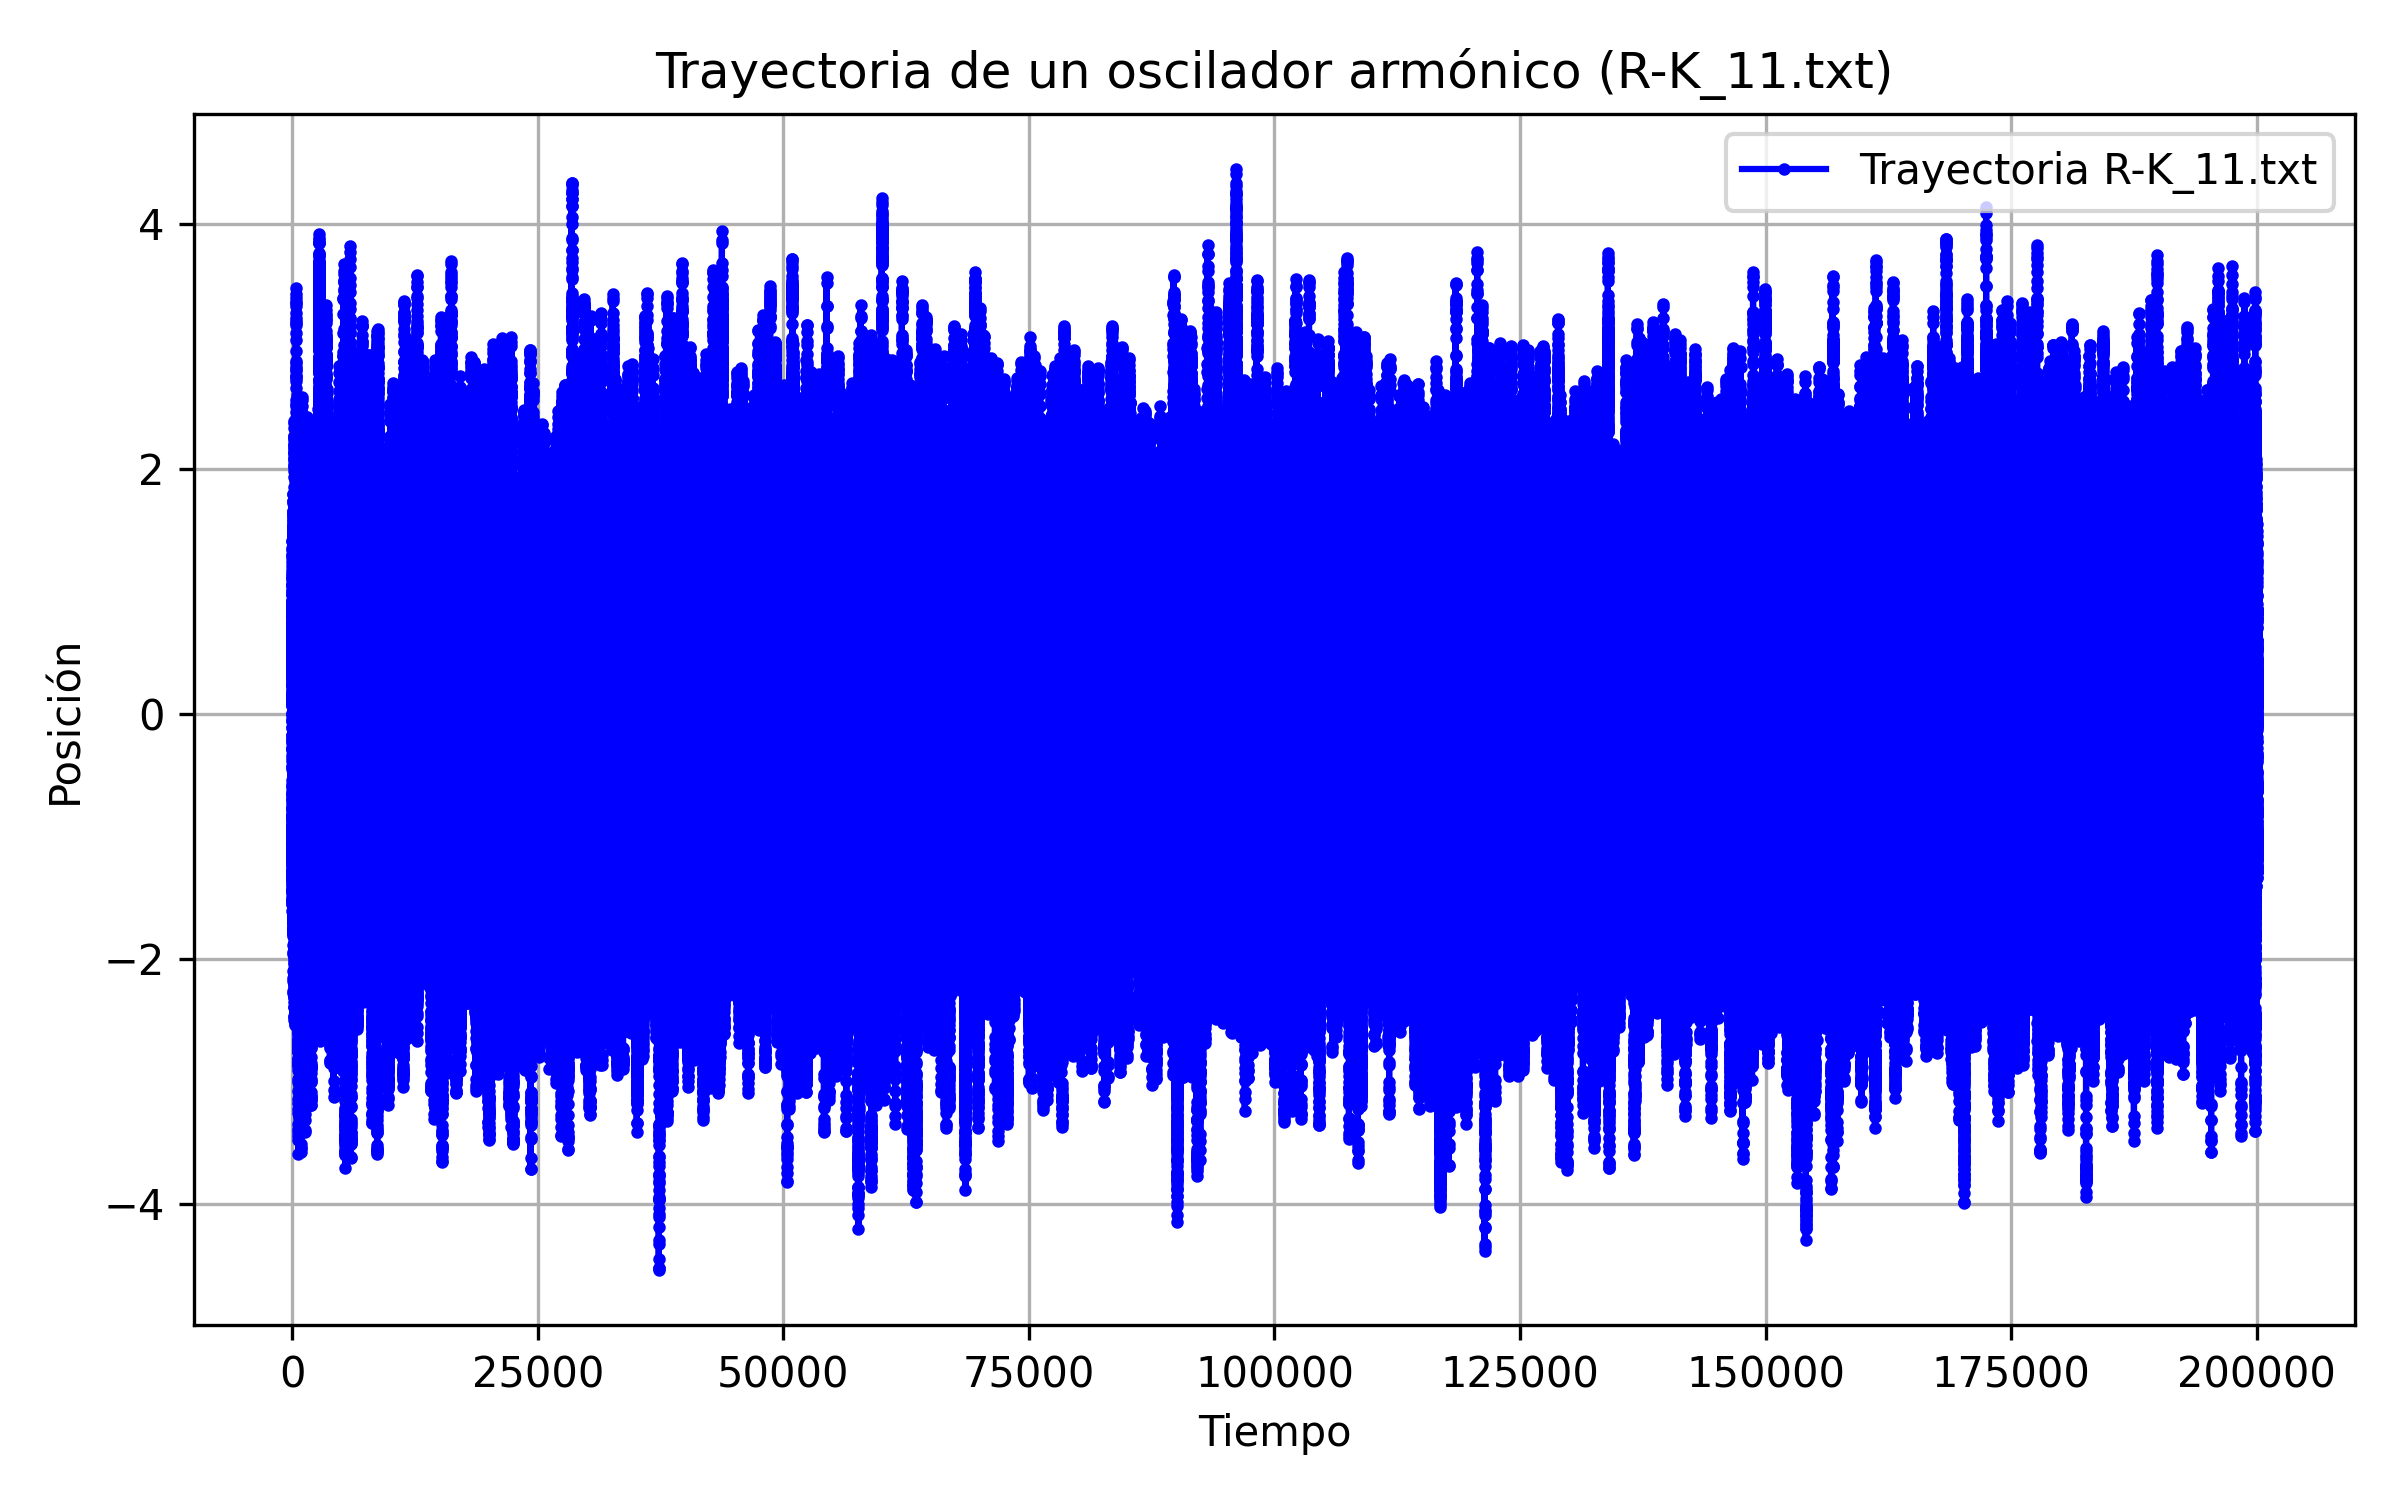 Trayectoria de un oscilador armónico (R-K_11.txt)
Trayectoria R-K_11.txt
4
2
0
−2
−4
Posición
0 25000 50000 75000 100000 125000 150000 175000 200000
Tiempo